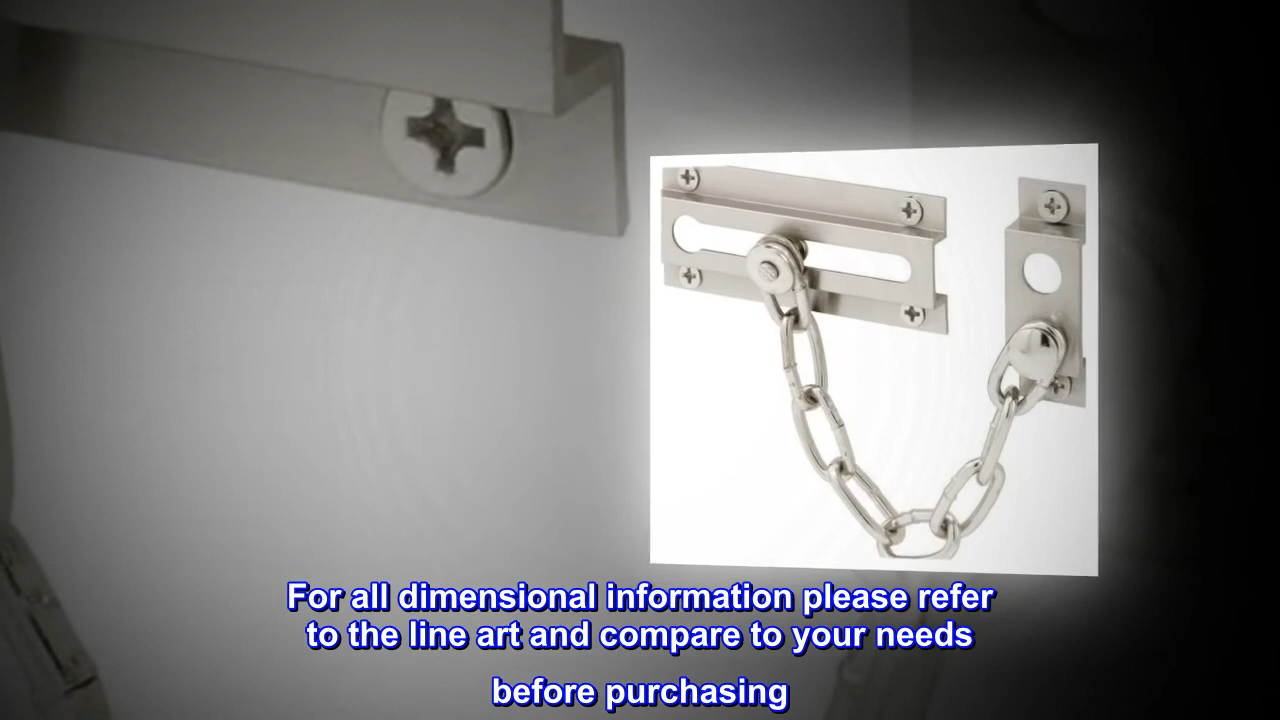 For all dimensional information please refer
to the line art and compare to your needs
before purchasing